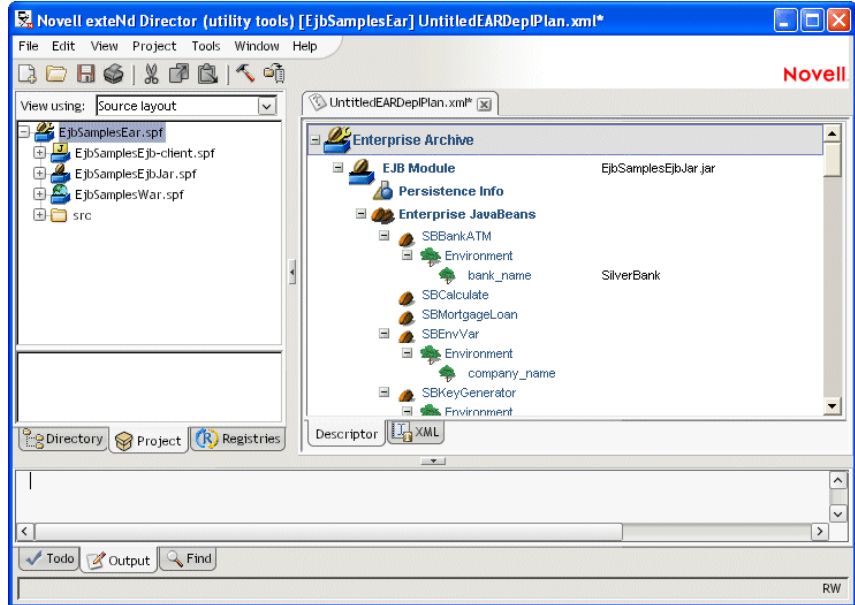 Novell exteNd Director (utility tools) [EjbSamplesEar] UntitledEARDeplPlan.xml*
File Edit View Project Tools Window Help
Novell
View using: Source layout
UntitledEARDeplPlan.xml*
EjbSamplesEar.spf
EjbSamplesEjb-client.spf
EjbSamplesEjbJar.spf
EjbSamplesWar.spf
src
Enterprise Archive
EJB Module EjbSamplesEjbJar.jar
Persistence Info
Enterprise JavaBeans
SBBankATM
Environment
bank_name SilverBank
SBCalculate
SBMortgageLoan
SBEnvVar
Environment
company_name
SBKeyGenerator
Environment
Directory Project Registries
Descriptor XML
Todo Output Find
RW